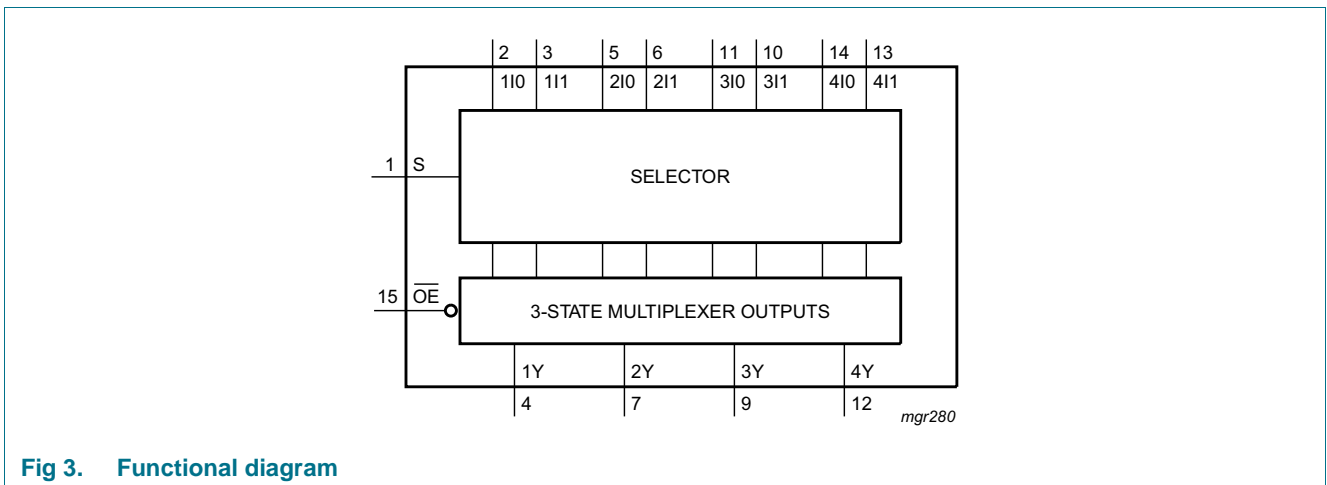 2 3 5 6 11 10 14 13
1I0 1I1 2I0 2I1 3I0 3I1 4I0 4I1
1 S
SELECTOR
15 O̅E̅
3-STATE MULTIPLEXER OUTPUTS
1Y 2Y 3Y 4Y
4 7 9 12
mgr280
Fig 3. Functional diagram